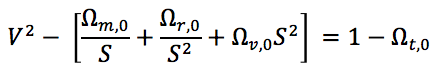 V² − [Ω_{m,0}/S + Ω_{r,0}/S² + Ω_{v,0}S²] = 1 − Ω_{t,0}